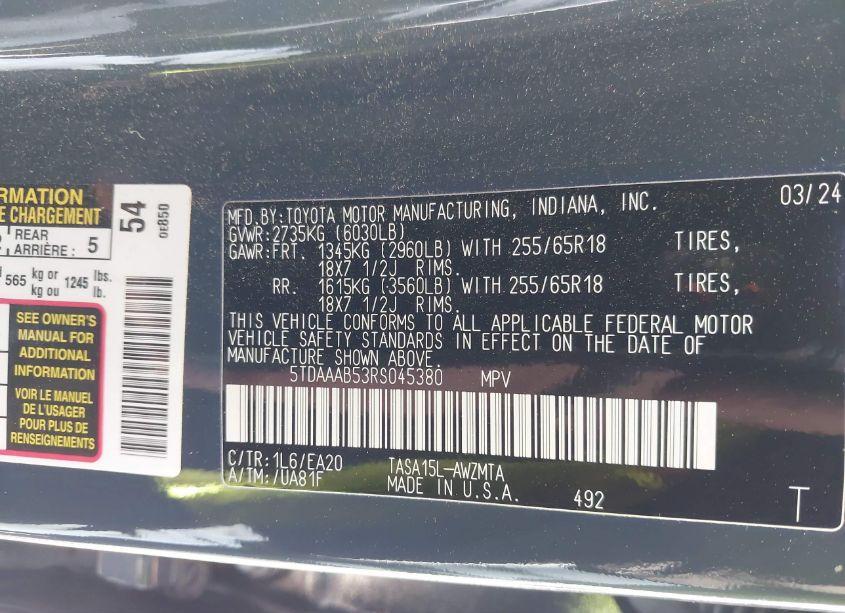 RMATION
E CHARGEMENT
REAR
ARRIÈRE : 5
565 kg or
kg ou
1245 lbs.
lb.
SEE OWNER'S
MANUAL FOR
ADDITIONAL
INFORMATION
VOIR LE MANUEL
DE L'USAGER
POUR PLUS DE
RENSEIGNEMENTS
54
0E850
03/24
MFD.BY:TOYOTA MOTOR MANUFACTURING, INDIANA, INC.
GVWR:2735KG (6030LB)
GAWR:FRT. 1345KG (2960LB) WITH 255/65R18 TIRES,
18X7 1/2J RIMS.
RR. 1615KG (3560LB) WITH 255/65R18 TIRES,
18X7 1/2J RIMS.
THIS VEHICLE CONFORMS TO ALL APPLICABLE FEDERAL MOTOR
VEHICLE SAFETY STANDARDS IN EFFECT ON THE DATE OF
MANUFACTURE SHOWN ABOVE.
5TDAAAB53RS045380 MPV
C/TR:1L6/EA20 TASA15L-AWZMTA
A/TM:/UA81F MADE IN U.S.A. 492 T